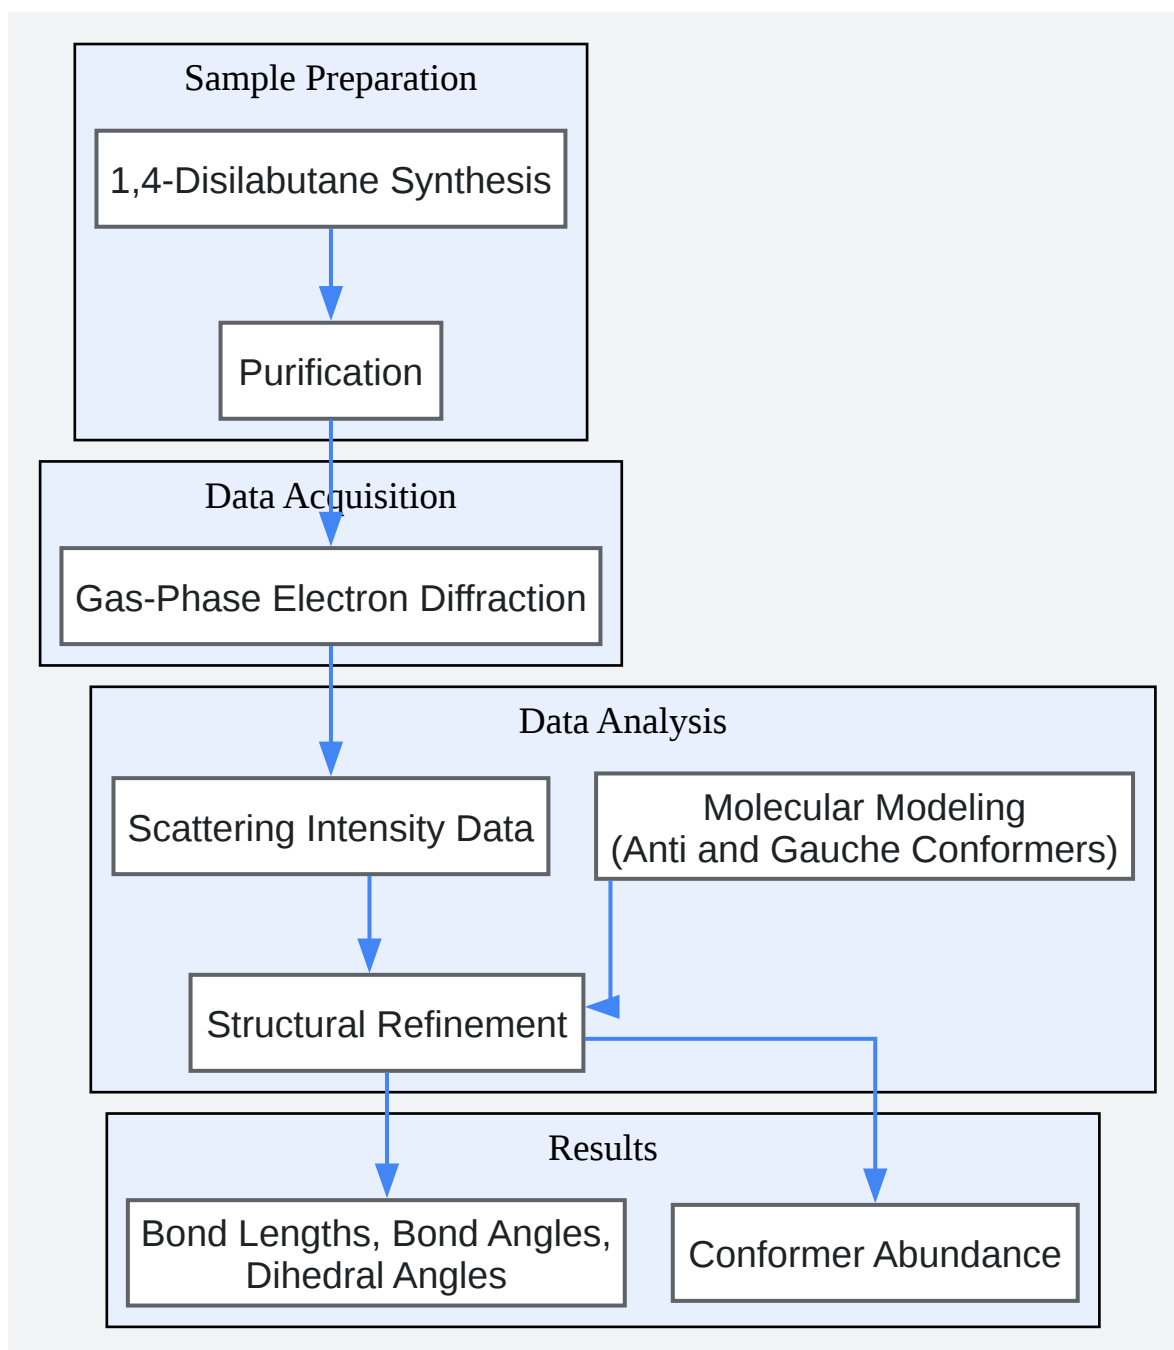 Sample Preparation
1,4-Disilabutane Synthesis
Purification
Data Acquisition
Gas-Phase Electron Diffraction
Data Analysis
Scattering Intensity Data
Molecular Modeling
(Anti and Gauche Conformers)
Structural Refinement
Results
Bond Lengths, Bond Angles,
Dihedral Angles
Conformer Abundance